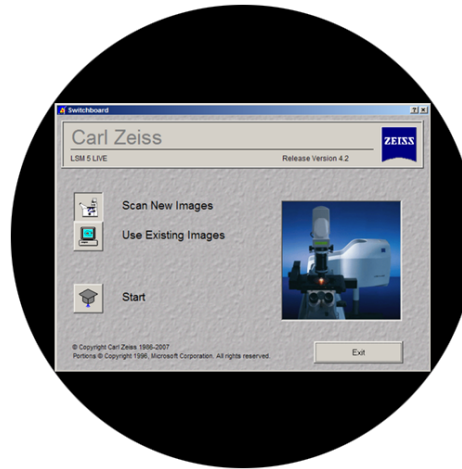 Switchboard
Carl Zeiss
ZEISS
LSM 5 LIVE
Release Version 4.2
Scan New Images
Use Existing Images
Start
© Copyright Carl Zeiss 1986-2007
Portions © Copyright 1996, Microsoft Corporation. All rights reserved.
Exit